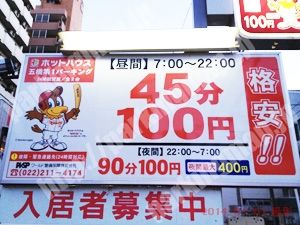 100円
ホットハウス
五橋第1パーキング
【昼間】7:00～22:00
45分
100円
格安!!
【夜間】22:00～7:00
90分100円
夜間最大400円
(022)211-4174
入居者募集中